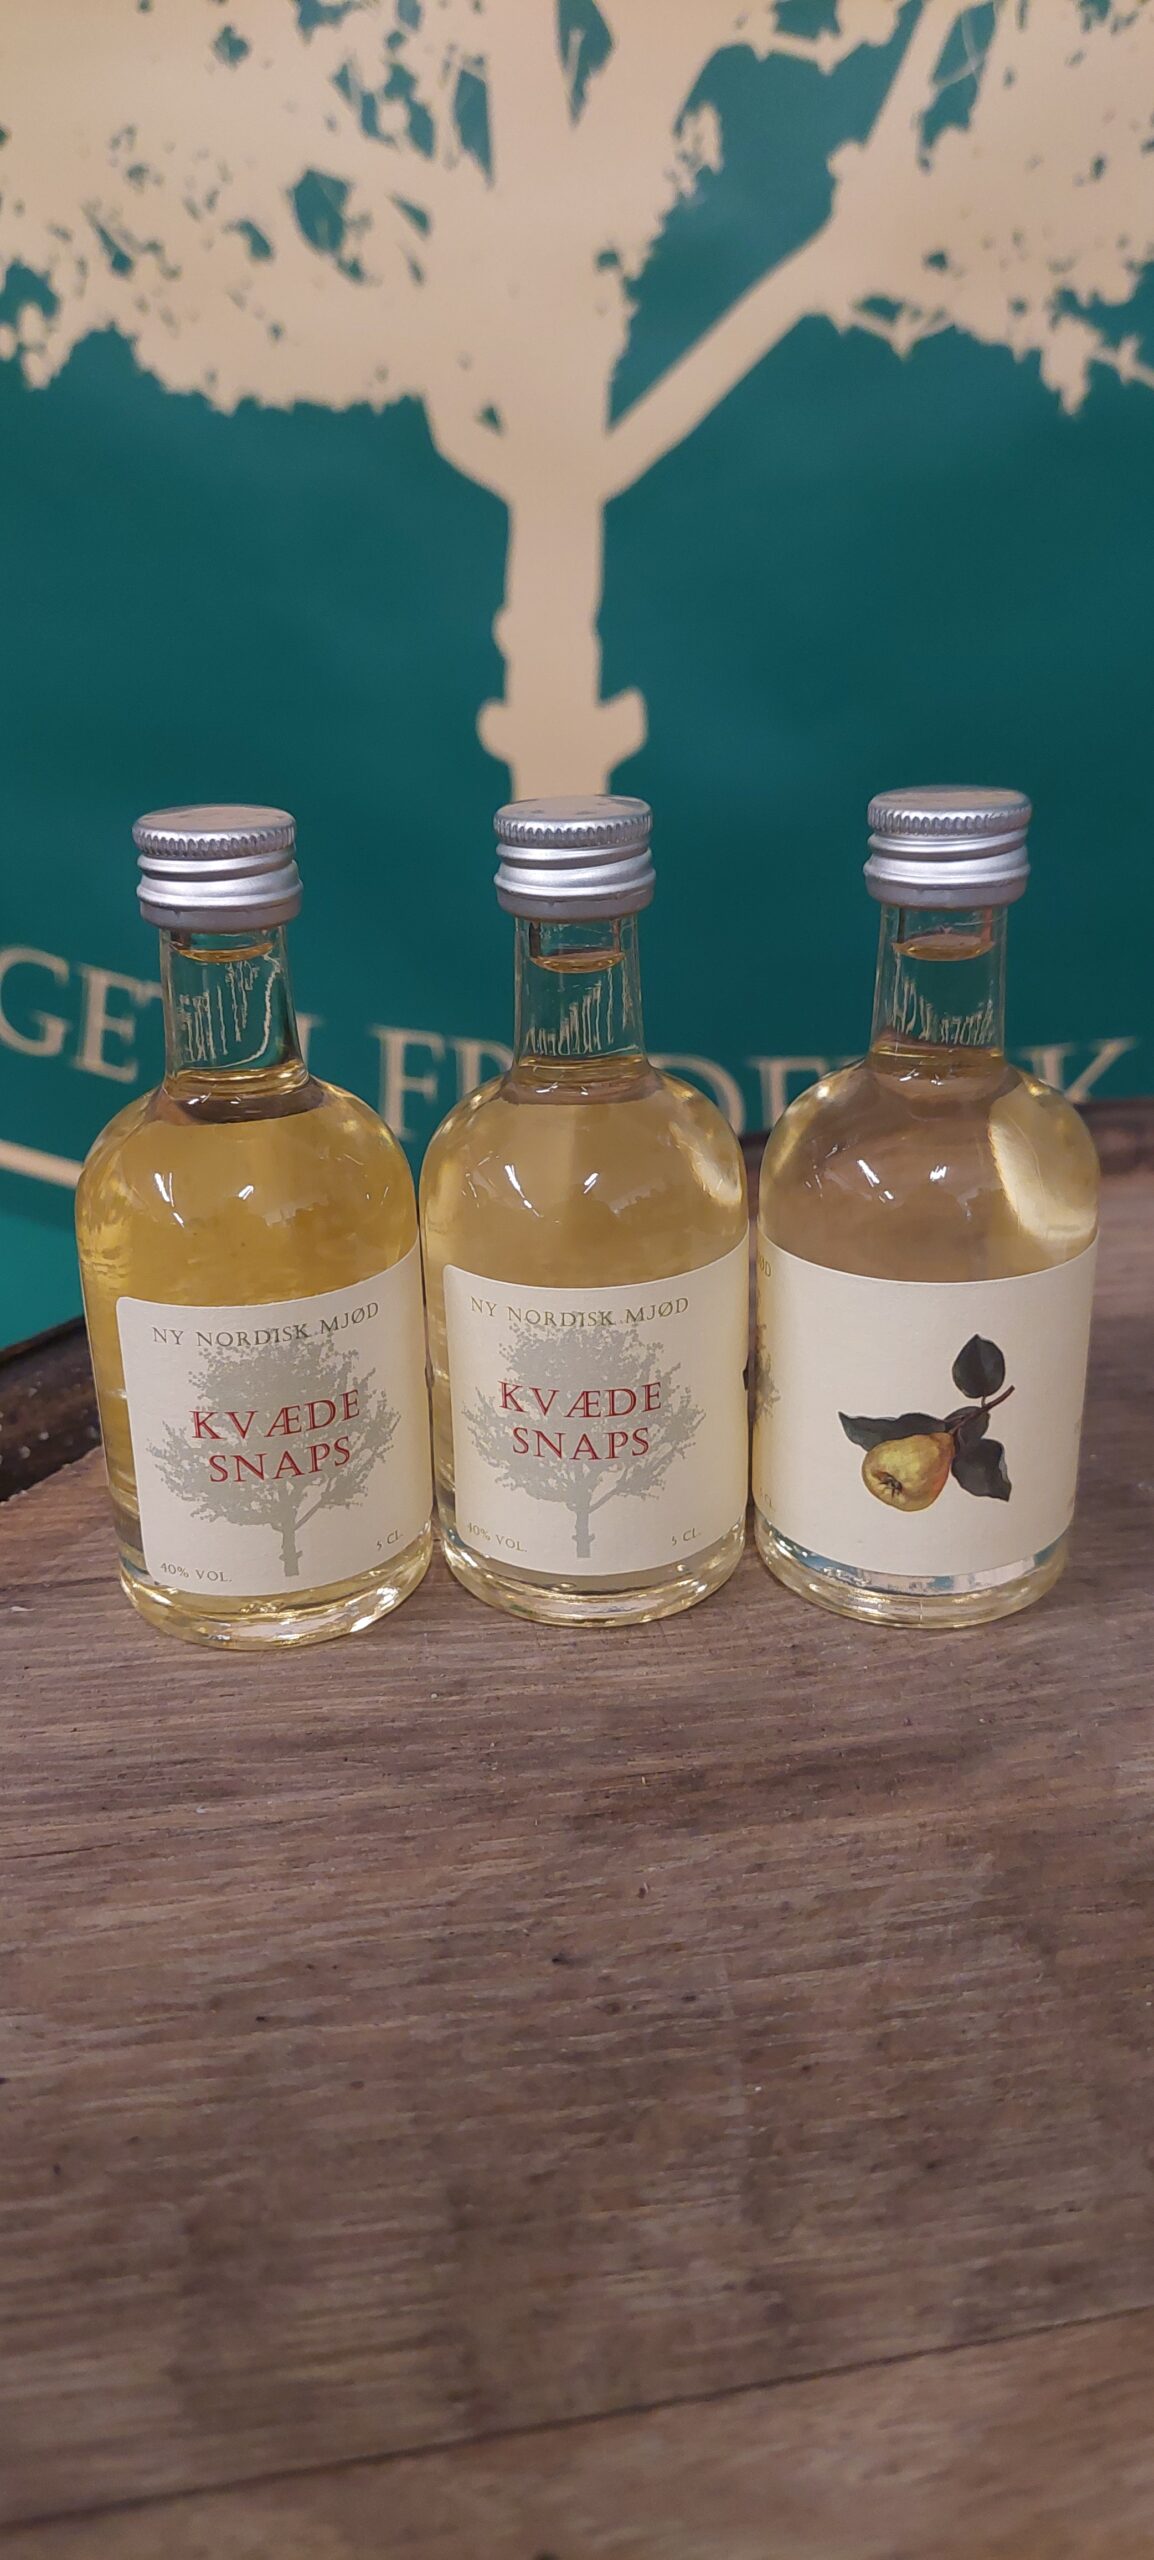 NY NORDISK MJØD
KVÆDE
SNAPS
40% VOL. 5 CL.
NY NORDISK MJØD
KVÆDE
SNAPS
40% VOL. 5 CL.